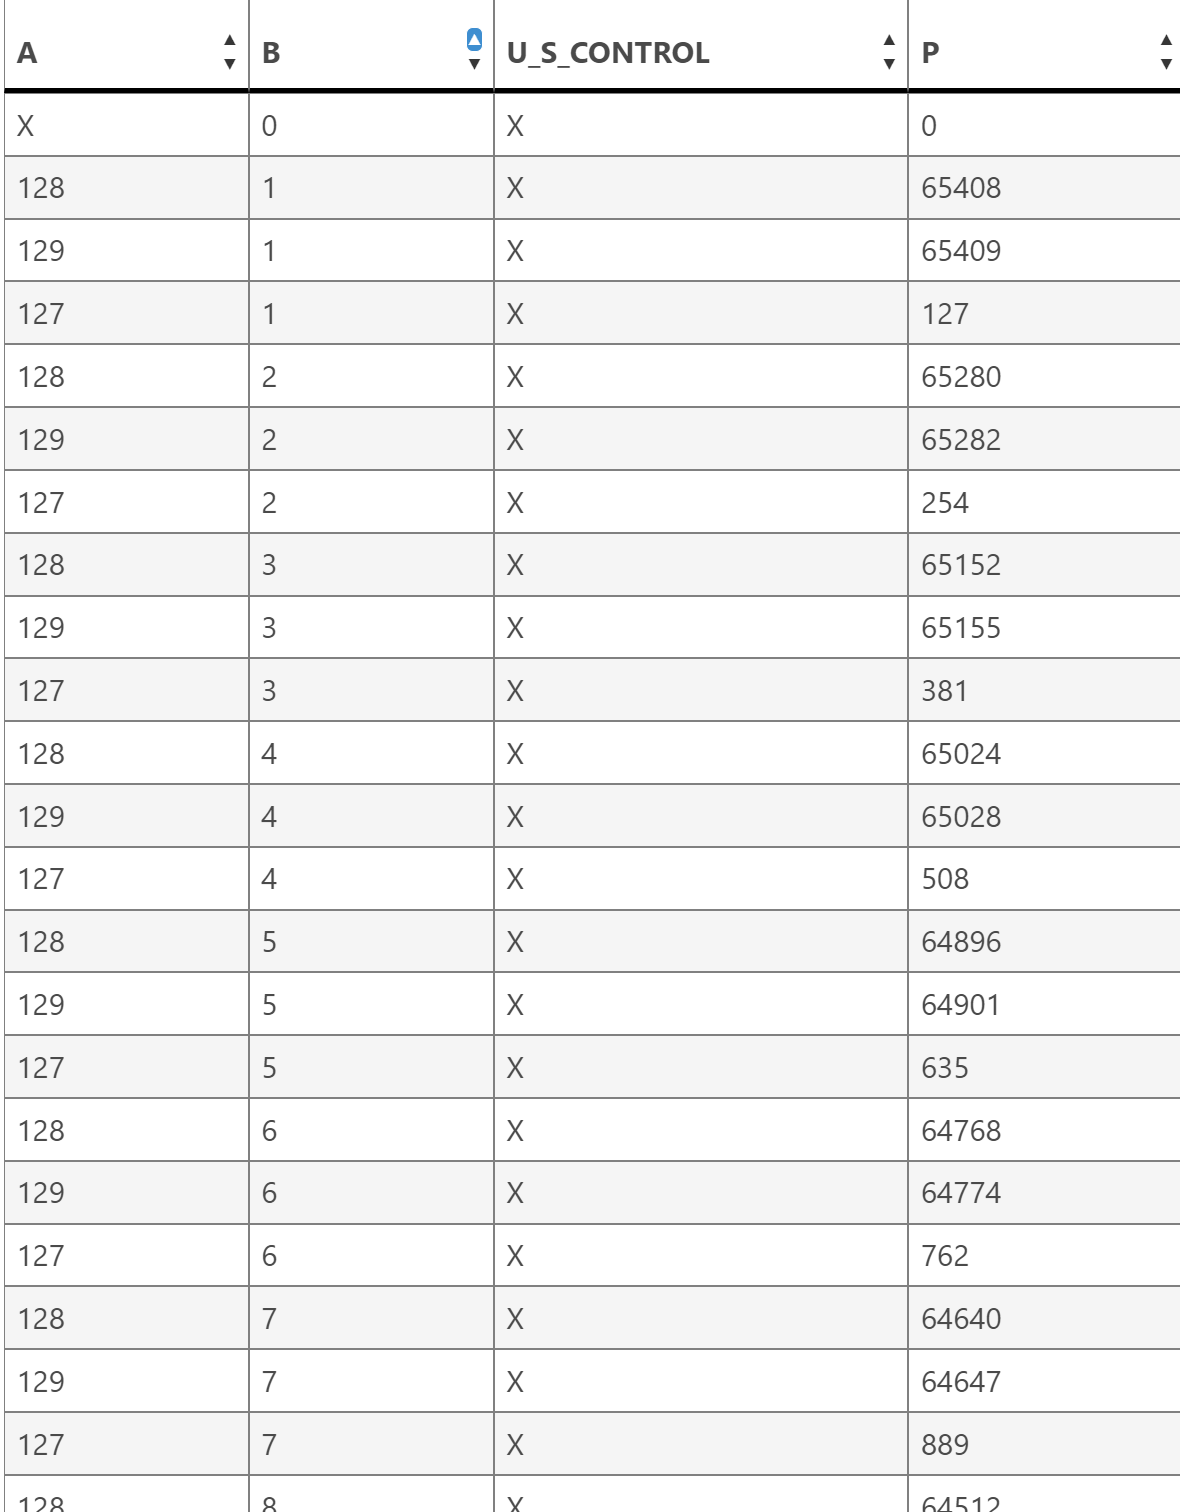 A B U_S_CONTROL P
X 0 X 0
128 1 X 65408
129 1 X 65409
127 1 X 127
128 2 X 65280
129 2 X 65282
127 2 X 254
128 3 X 65152
129 3 X 65155
127 3 X 381
128 4 X 65024
129 4 X 65028
127 4 X 508
128 5 X 64896
129 5 X 64901
127 5 X 635
128 6 X 64768
129 6 X 64774
127 6 X 762
128 7 X 64640
129 7 X 64647
127 7 X 889
128 8 X 64512